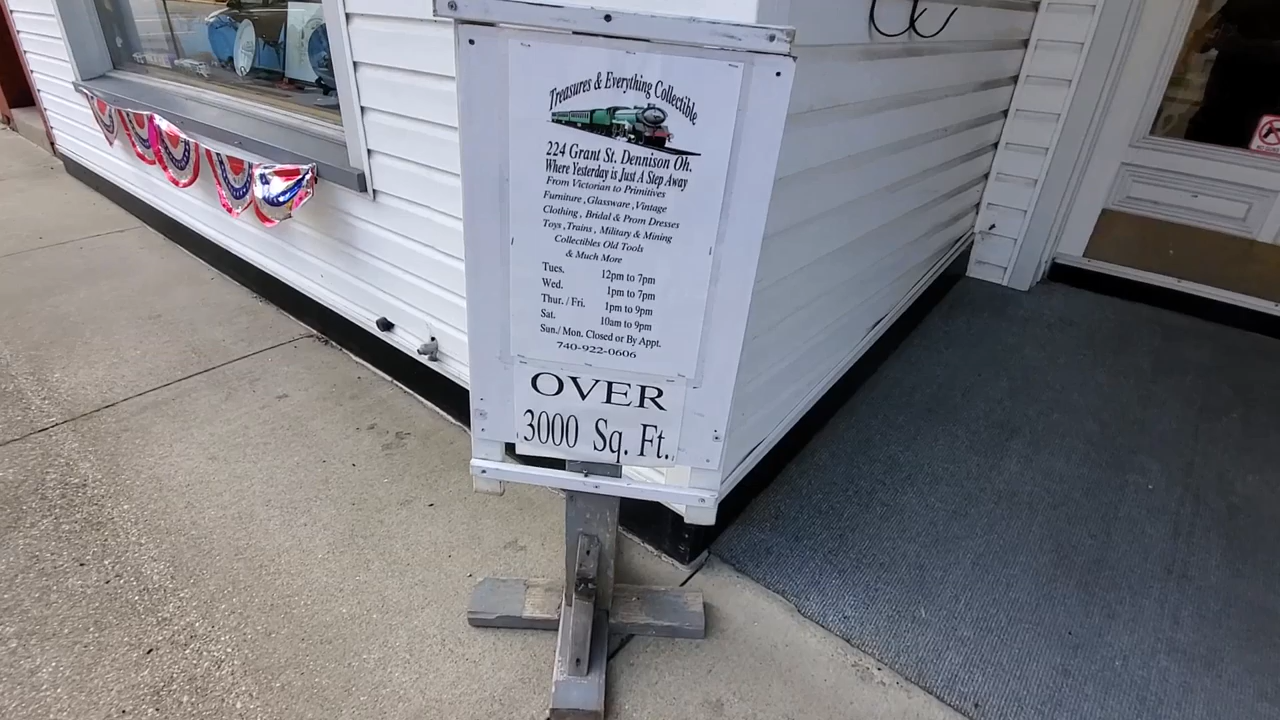 Treasures & Everything Collectible
224 Grant St. Dennison Oh.
Where Yesterday is Just A Step Away
From Victorian to Primitives
Furniture , Glassware , Vintage
Clothing , Bridal & Prom Dresses
Toys , Trains , Military & Mining
Collectibles Old Tools
& Much More
Tues. 12pm to 7pm
Wed. 1pm to 7pm
Thur. / Fri. 1pm to 9pm
Sat. 10am to 9pm
Sun./ Mon. Closed or By Appt.
740-922-0606
OVER
3000 Sq. Ft.